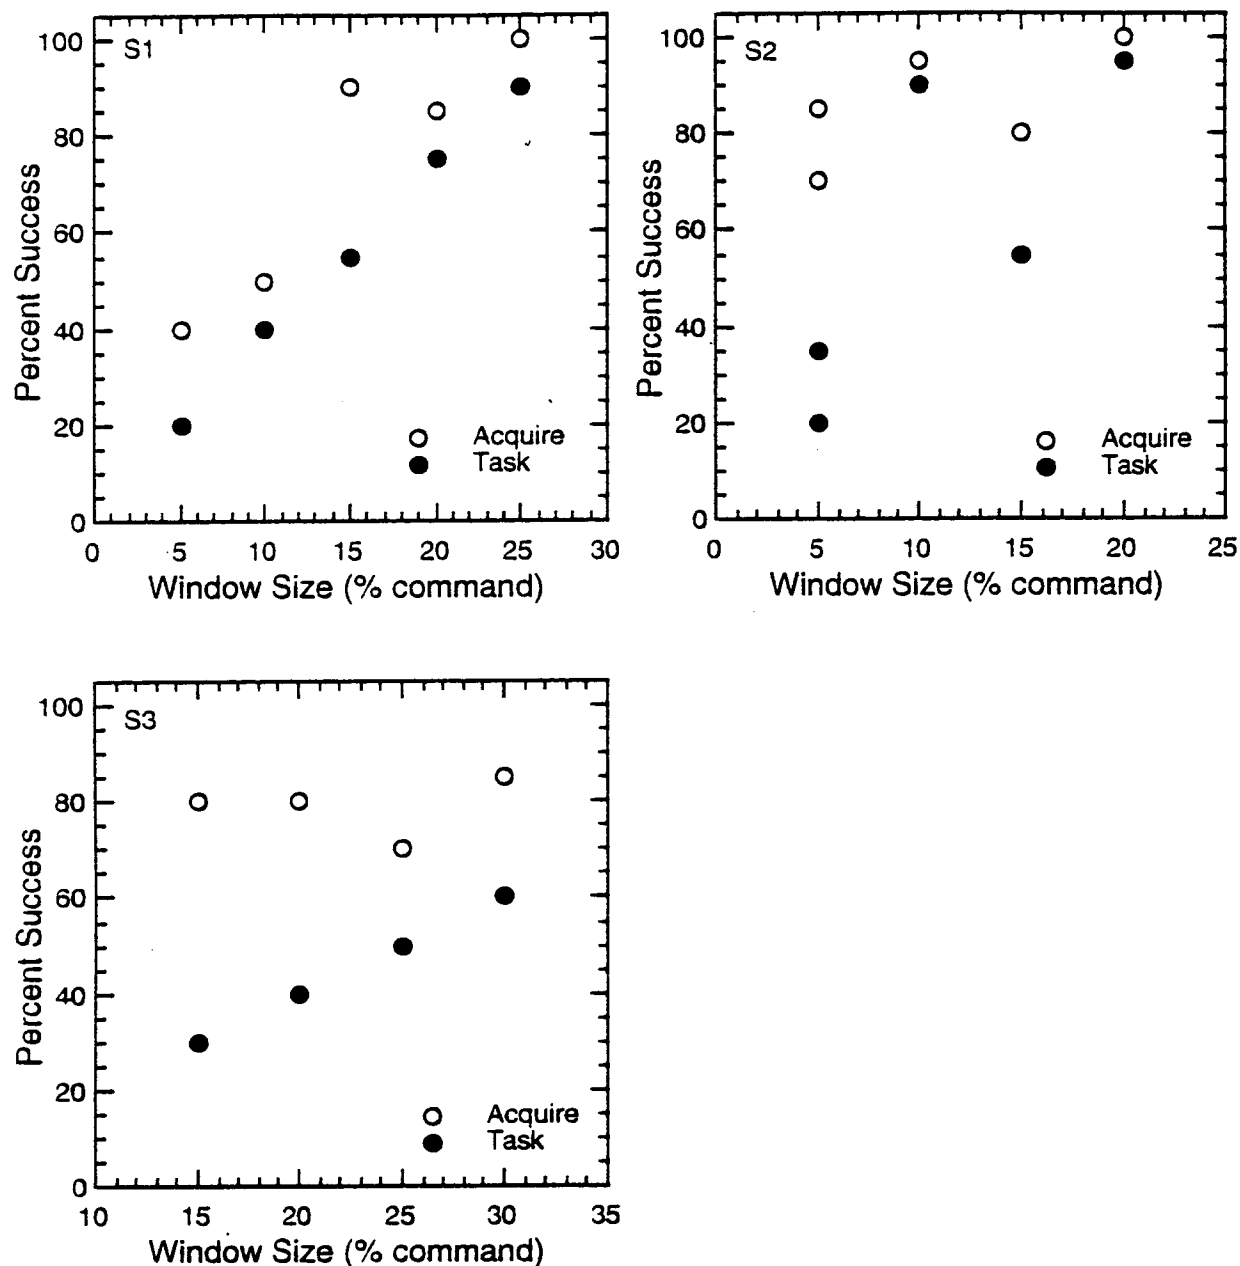 S1
100
80
60
40
20
0
Percent Success
Acquire
Task
0 5 10 15 20 25 30
Window Size (% command)
S2
100
80
60
40
20
0
Percent Success
Acquire
Task
0 5 10 15 20 25
Window Size (% command)
S3
100
80
60
40
20
0
Percent Success
Acquire
Task
10 15 20 25 30 35
Window Size (% command)